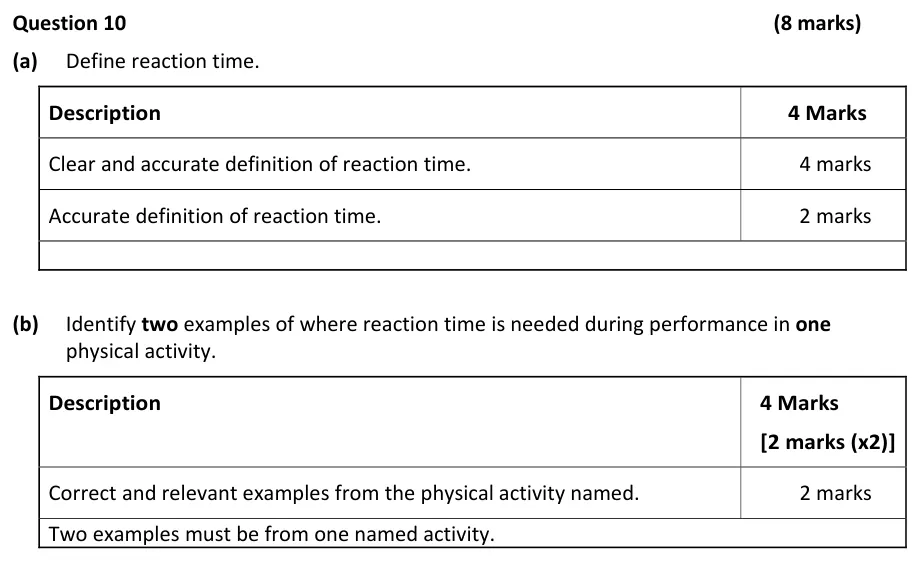 Question 10 (8 marks)
(a) Define reaction time.
Description 4 Marks
Clear and accurate definition of reaction time. 4 marks
Accurate definition of reaction time. 2 marks
(b) Identify two examples of where reaction time is needed during performance in one
physical activity.
Description 4 Marks
[2 marks (x2)]
Correct and relevant examples from the physical activity named. 2 marks
Two examples must be from one named activity.